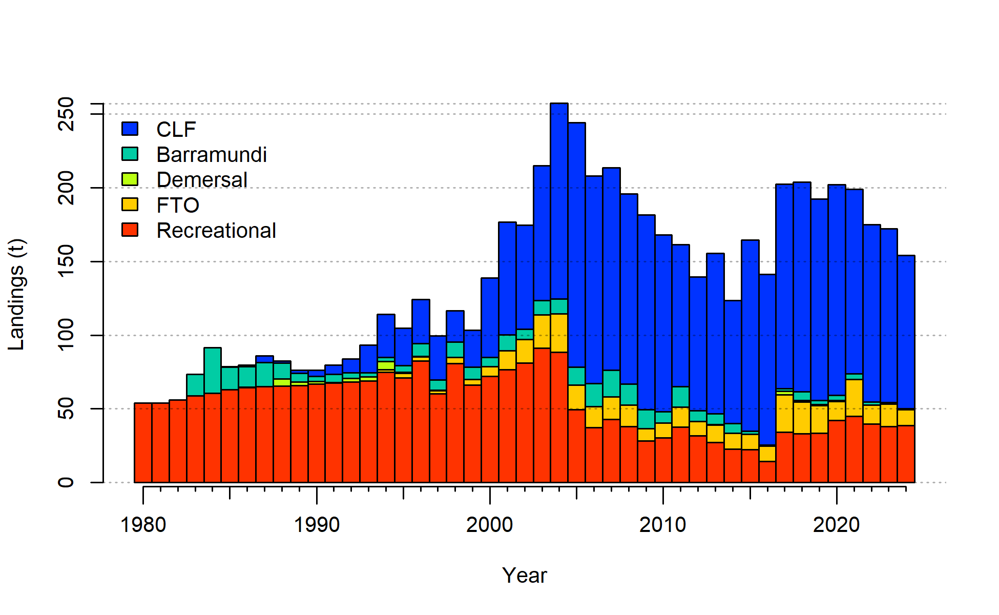 Landings (t)
250
200
150
100
50
0
CLF
Barramundi
Demersal
FTO
Recreational
1980 1990 2000 2010 2020
Year